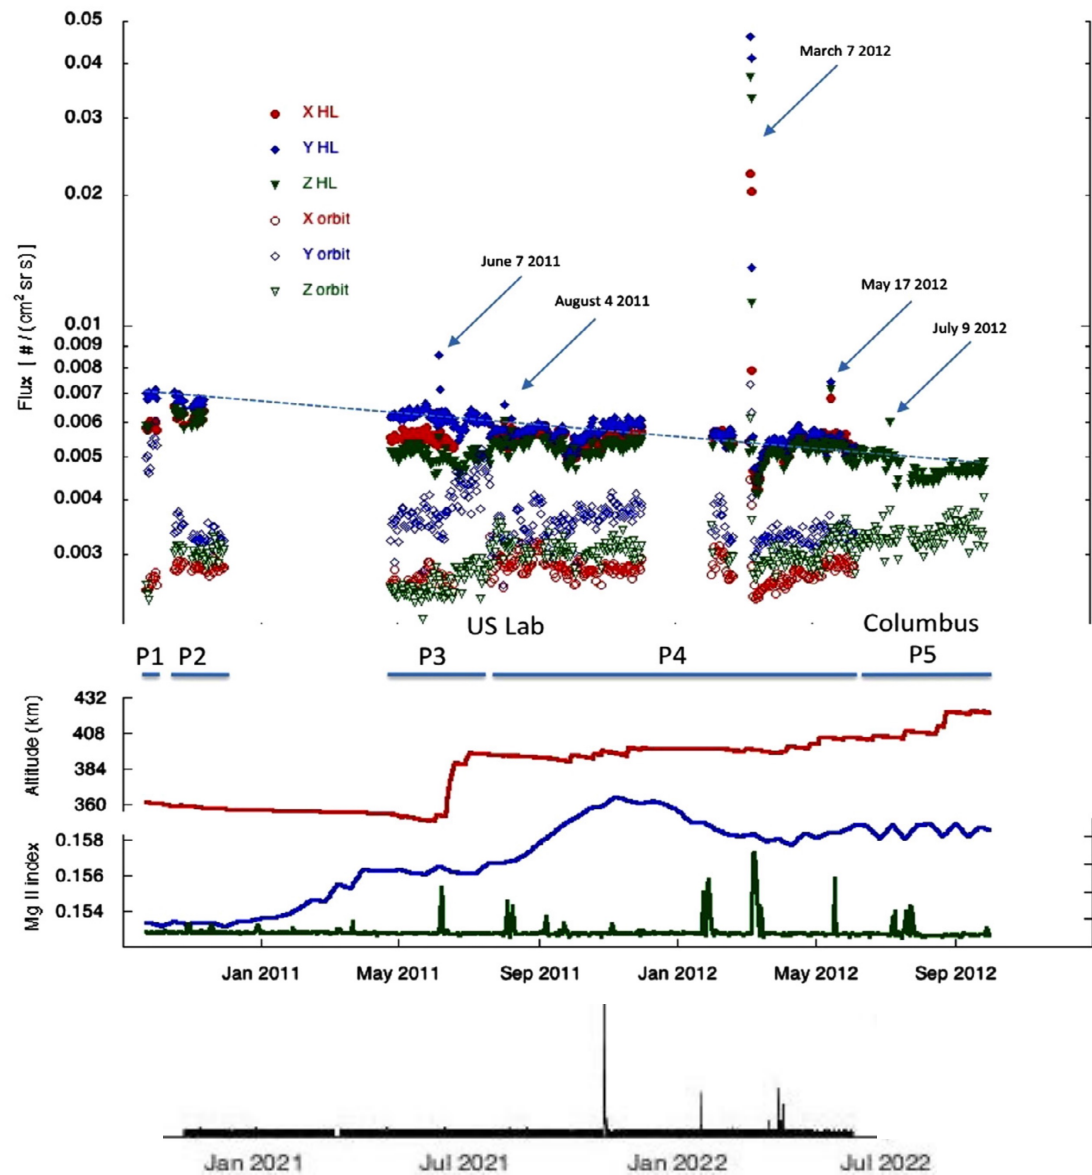 0.05
0.04
0.03
0.02
0.01
0.009
0.008
0.007
0.006
0.005
0.004
0.003
Flux [ # / (cm² sr s)]
X HL
Y HL
Z HL
X orbit
Y orbit
Z orbit
March 7 2012
June 7 2011
August 4 2011
May 17 2012
July 9 2012
US Lab
Columbus
P1 P2 P3 P4 P5
432
408
384
360
Altitude (km)
0.158
0.156
0.154
Mg II index
Jan 2011 May 2011 Sep 2011 Jan 2012 May 2012 Sep 2012
Jan 2021 Jul 2021 Jan 2022 Jul 2022